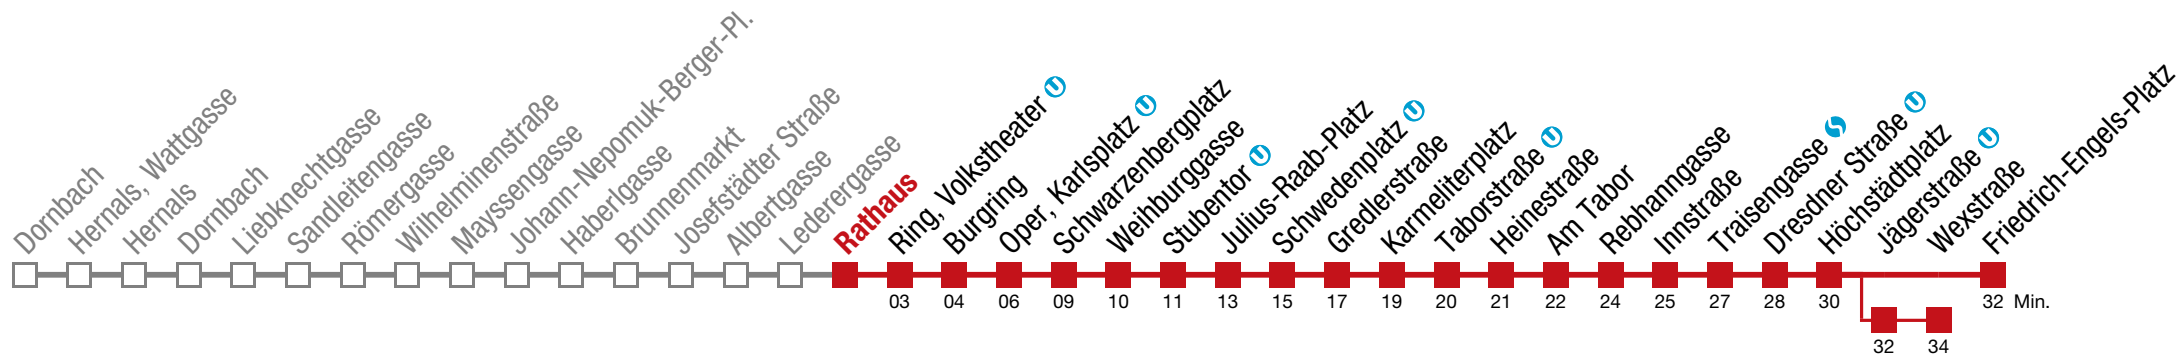 Dornbach
Hernals, Wattgasse
Hernals
Dornbach
Liebknechtgasse
Sandleitengasse
Römergasse
Wilhelminenstraße
Mayssengasse
Johann-Nepomuk-Berger-Pl.
Haberlgasse
Brunnenmarkt
Josefstädter Straße
Albertgasse
Lederergasse
Rathaus
Ring, Volkstheater U
Burgring
Oper, Karlsplatz U
Schwarzenbergplatz
Weihburggasse
Stubentor U
Julius-Raab-Platz
Schwedenplatz U
Gredlerstraße
Karmeliterplatz
Taborstraße U
Heinestraße
Am Tabor
Rebhanngasse
Innstraße
Traisengasse S
Dresdner Straße U
Höchstädtplatz
Jägerstraße U
Wexstraße
Friedrich-Engels-Platz
03 04 06 09 10 11 13 15 17 19 20 21 22 24 25 27 28 30 32 Min.
32 34